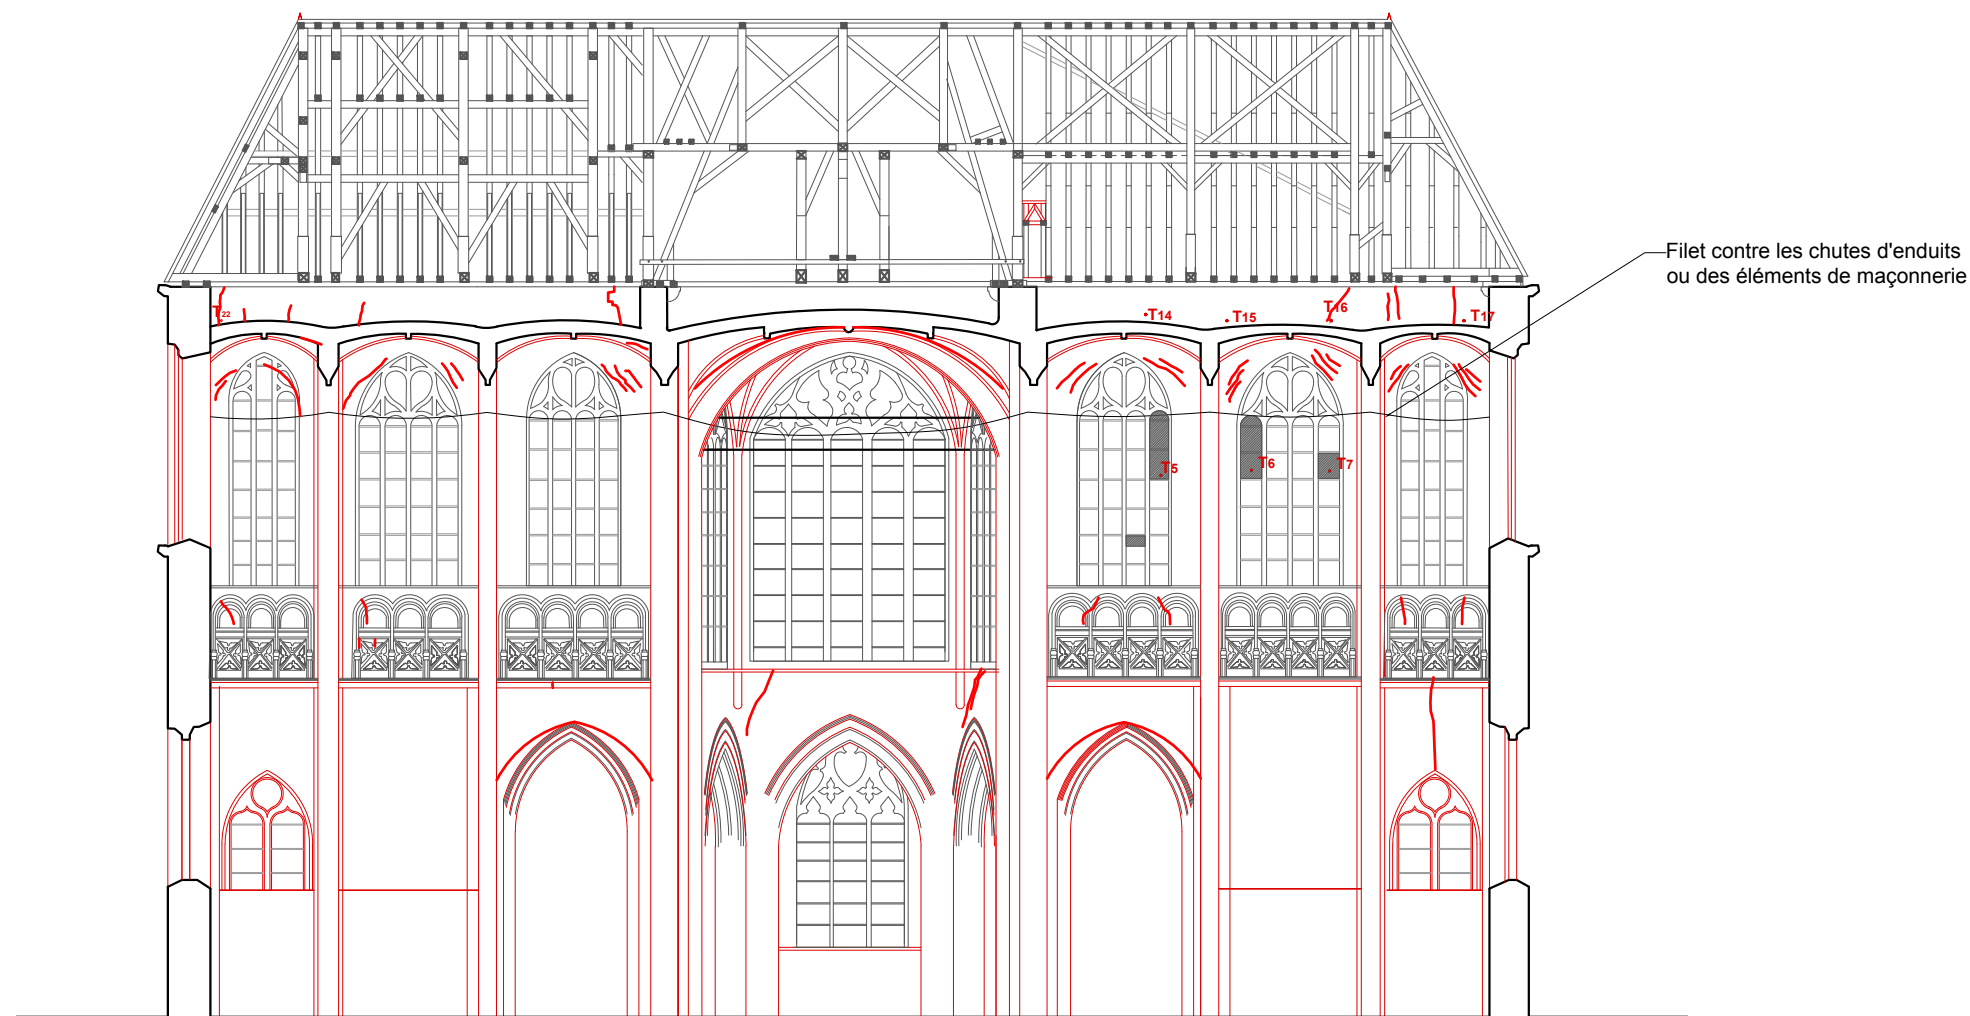 Filet contre les chutes d'enduits
ou des éléments de maçonnerie
T22
T14
T15
T16
T17
T5
T6
T7